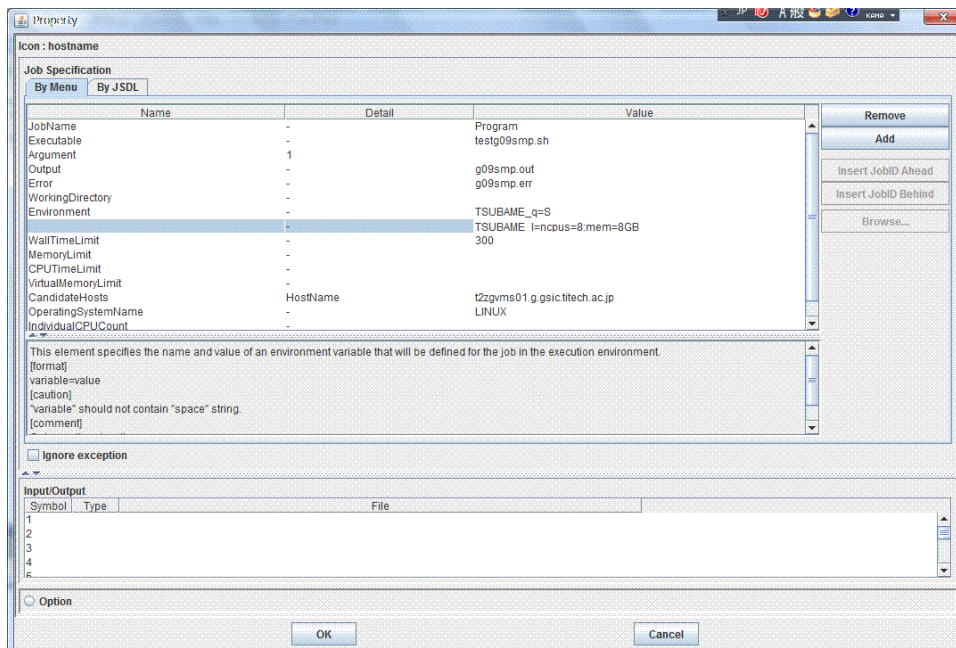 Property
JP A 般 KANA
Icon : hostname
Job Specification
By Menu By JSDL
Name Detail Value
JobName - Program
Executable - testg09smp.sh
Argument 1
Output - g09smp.out
Error - g09smp.err
WorkingDirectory -
Environment - TSUBAME_q=S
- TSUBAME_l=ncpus=8:mem=8GB
WallTimeLimit - 300
MemoryLimit -
CPUTimeLimit -
VirtualMemoryLimit -
CandidateHosts HostName t2zgvms01.g.gsic.titech.ac.jp
OperatingSystemName - LINUX
IndividualCPUCount -
Remove
Add
Insert JobID Ahead
Insert JobID Behind
Browse...
This element specifies the name and value of an environment variable that will be defined for the job in the execution environment.
[format]
variable=value
[caution]
"variable" should not contain "space" string.
[comment]
Ignore exception
Input/Output
Symbol Type File
1
2
3
4
5
Option
OK Cancel